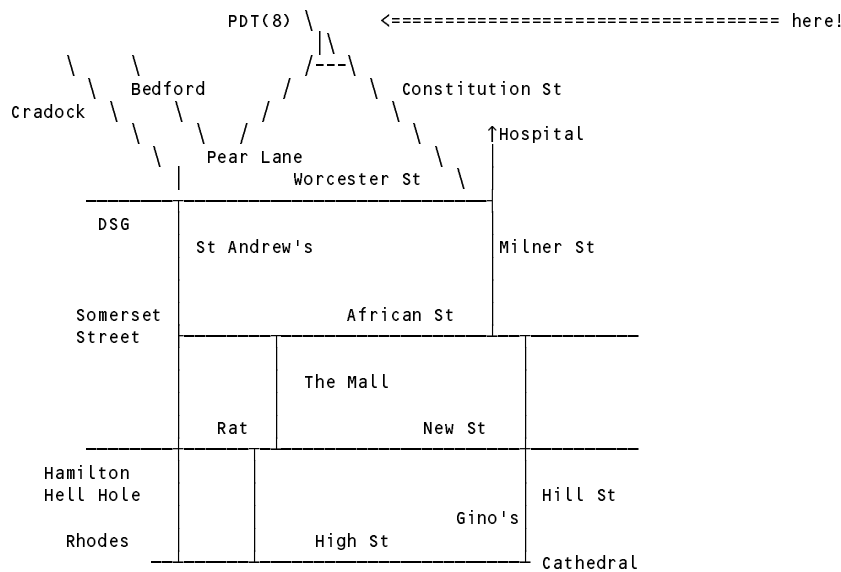 PDT(8) <=================================== here!
Bedford
Constitution St
Cradock
↑Hospital
Pear Lane
Worcester St
DSG
St Andrew's
Milner St
Somerset
African St
Street
The Mall
Rat
New St
Hamilton
Hell Hole
Hill St
Gino's
Rhodes
High St
Cathedral